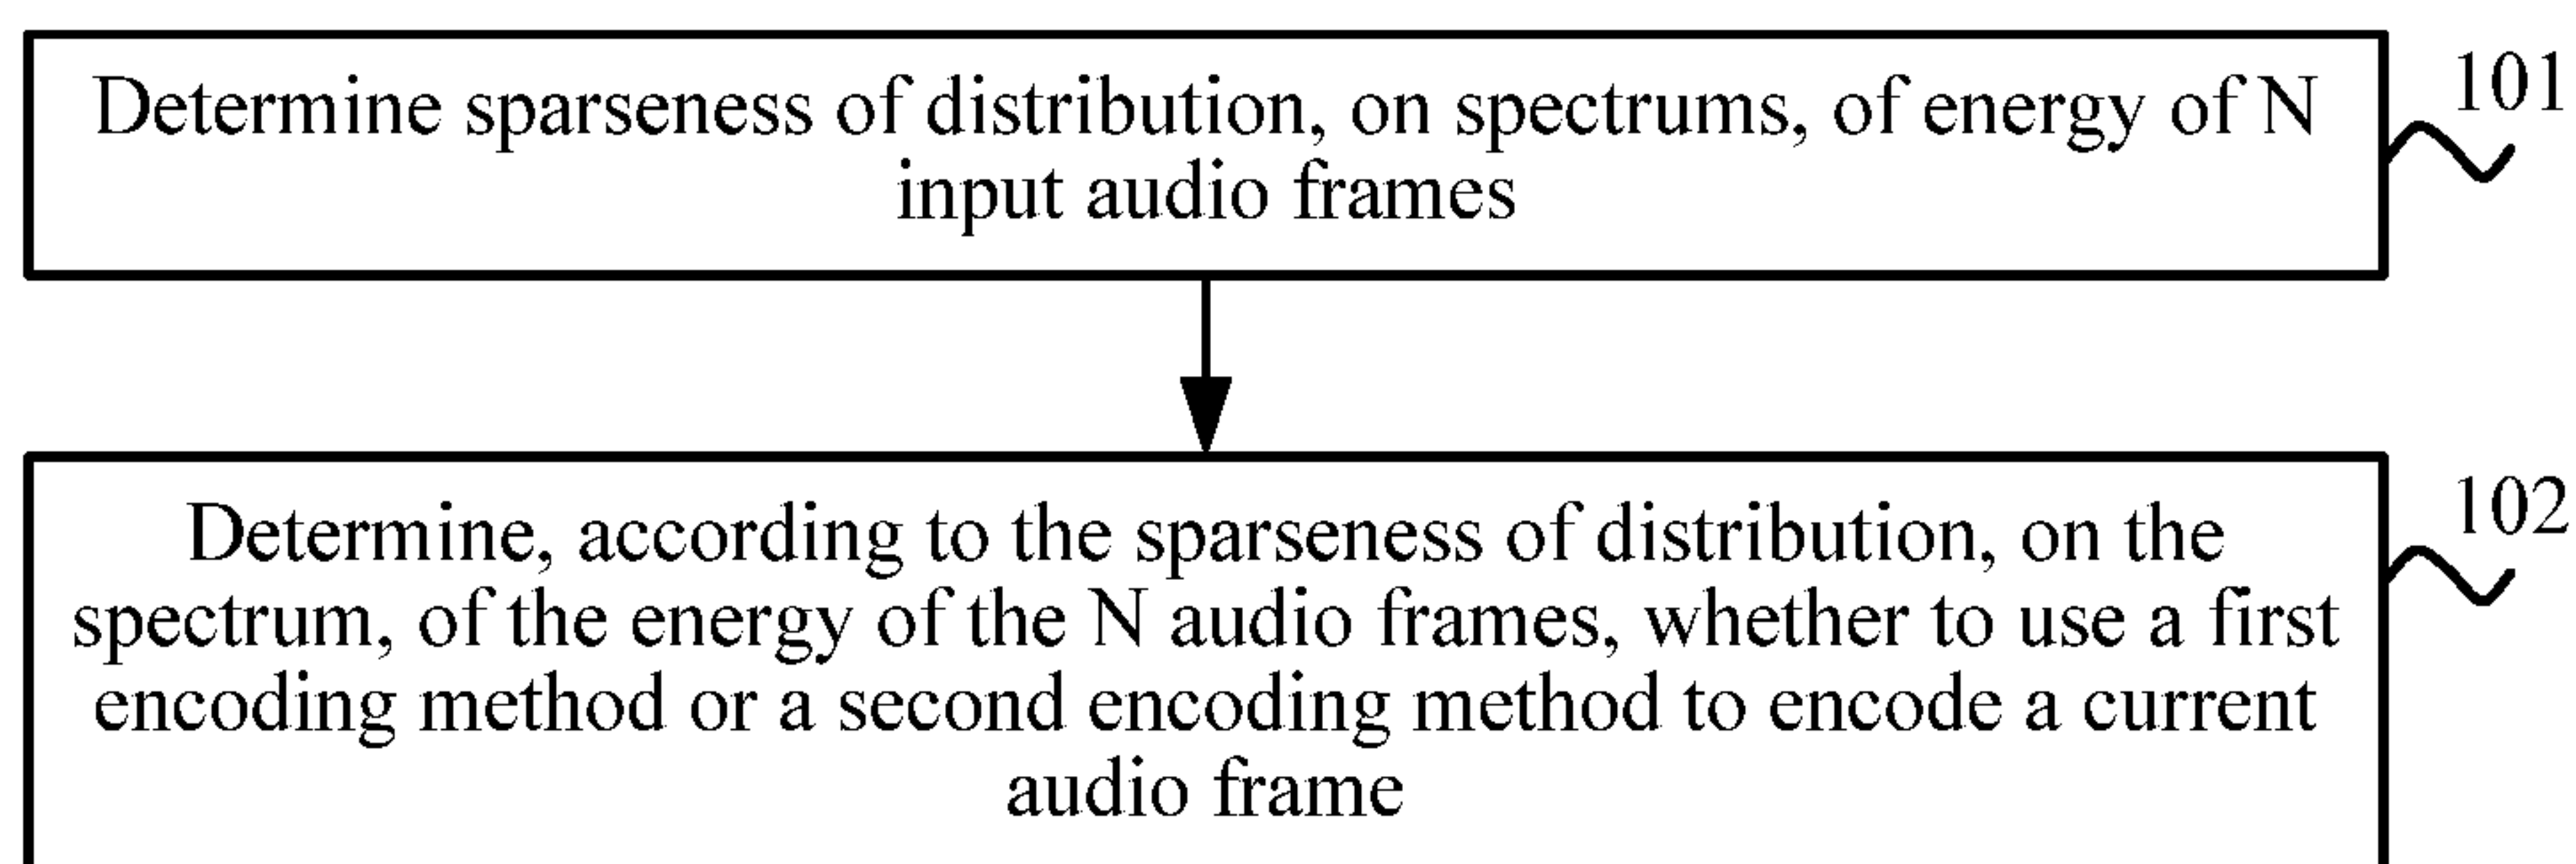 Determine sparseness of distribution, on spectrums, of energy of N
input audio frames
101
Determine, according to the sparseness of distribution, on the
spectrum, of the energy of the N audio frames, whether to use a first
encoding method or a second encoding method to encode a current
audio frame
102